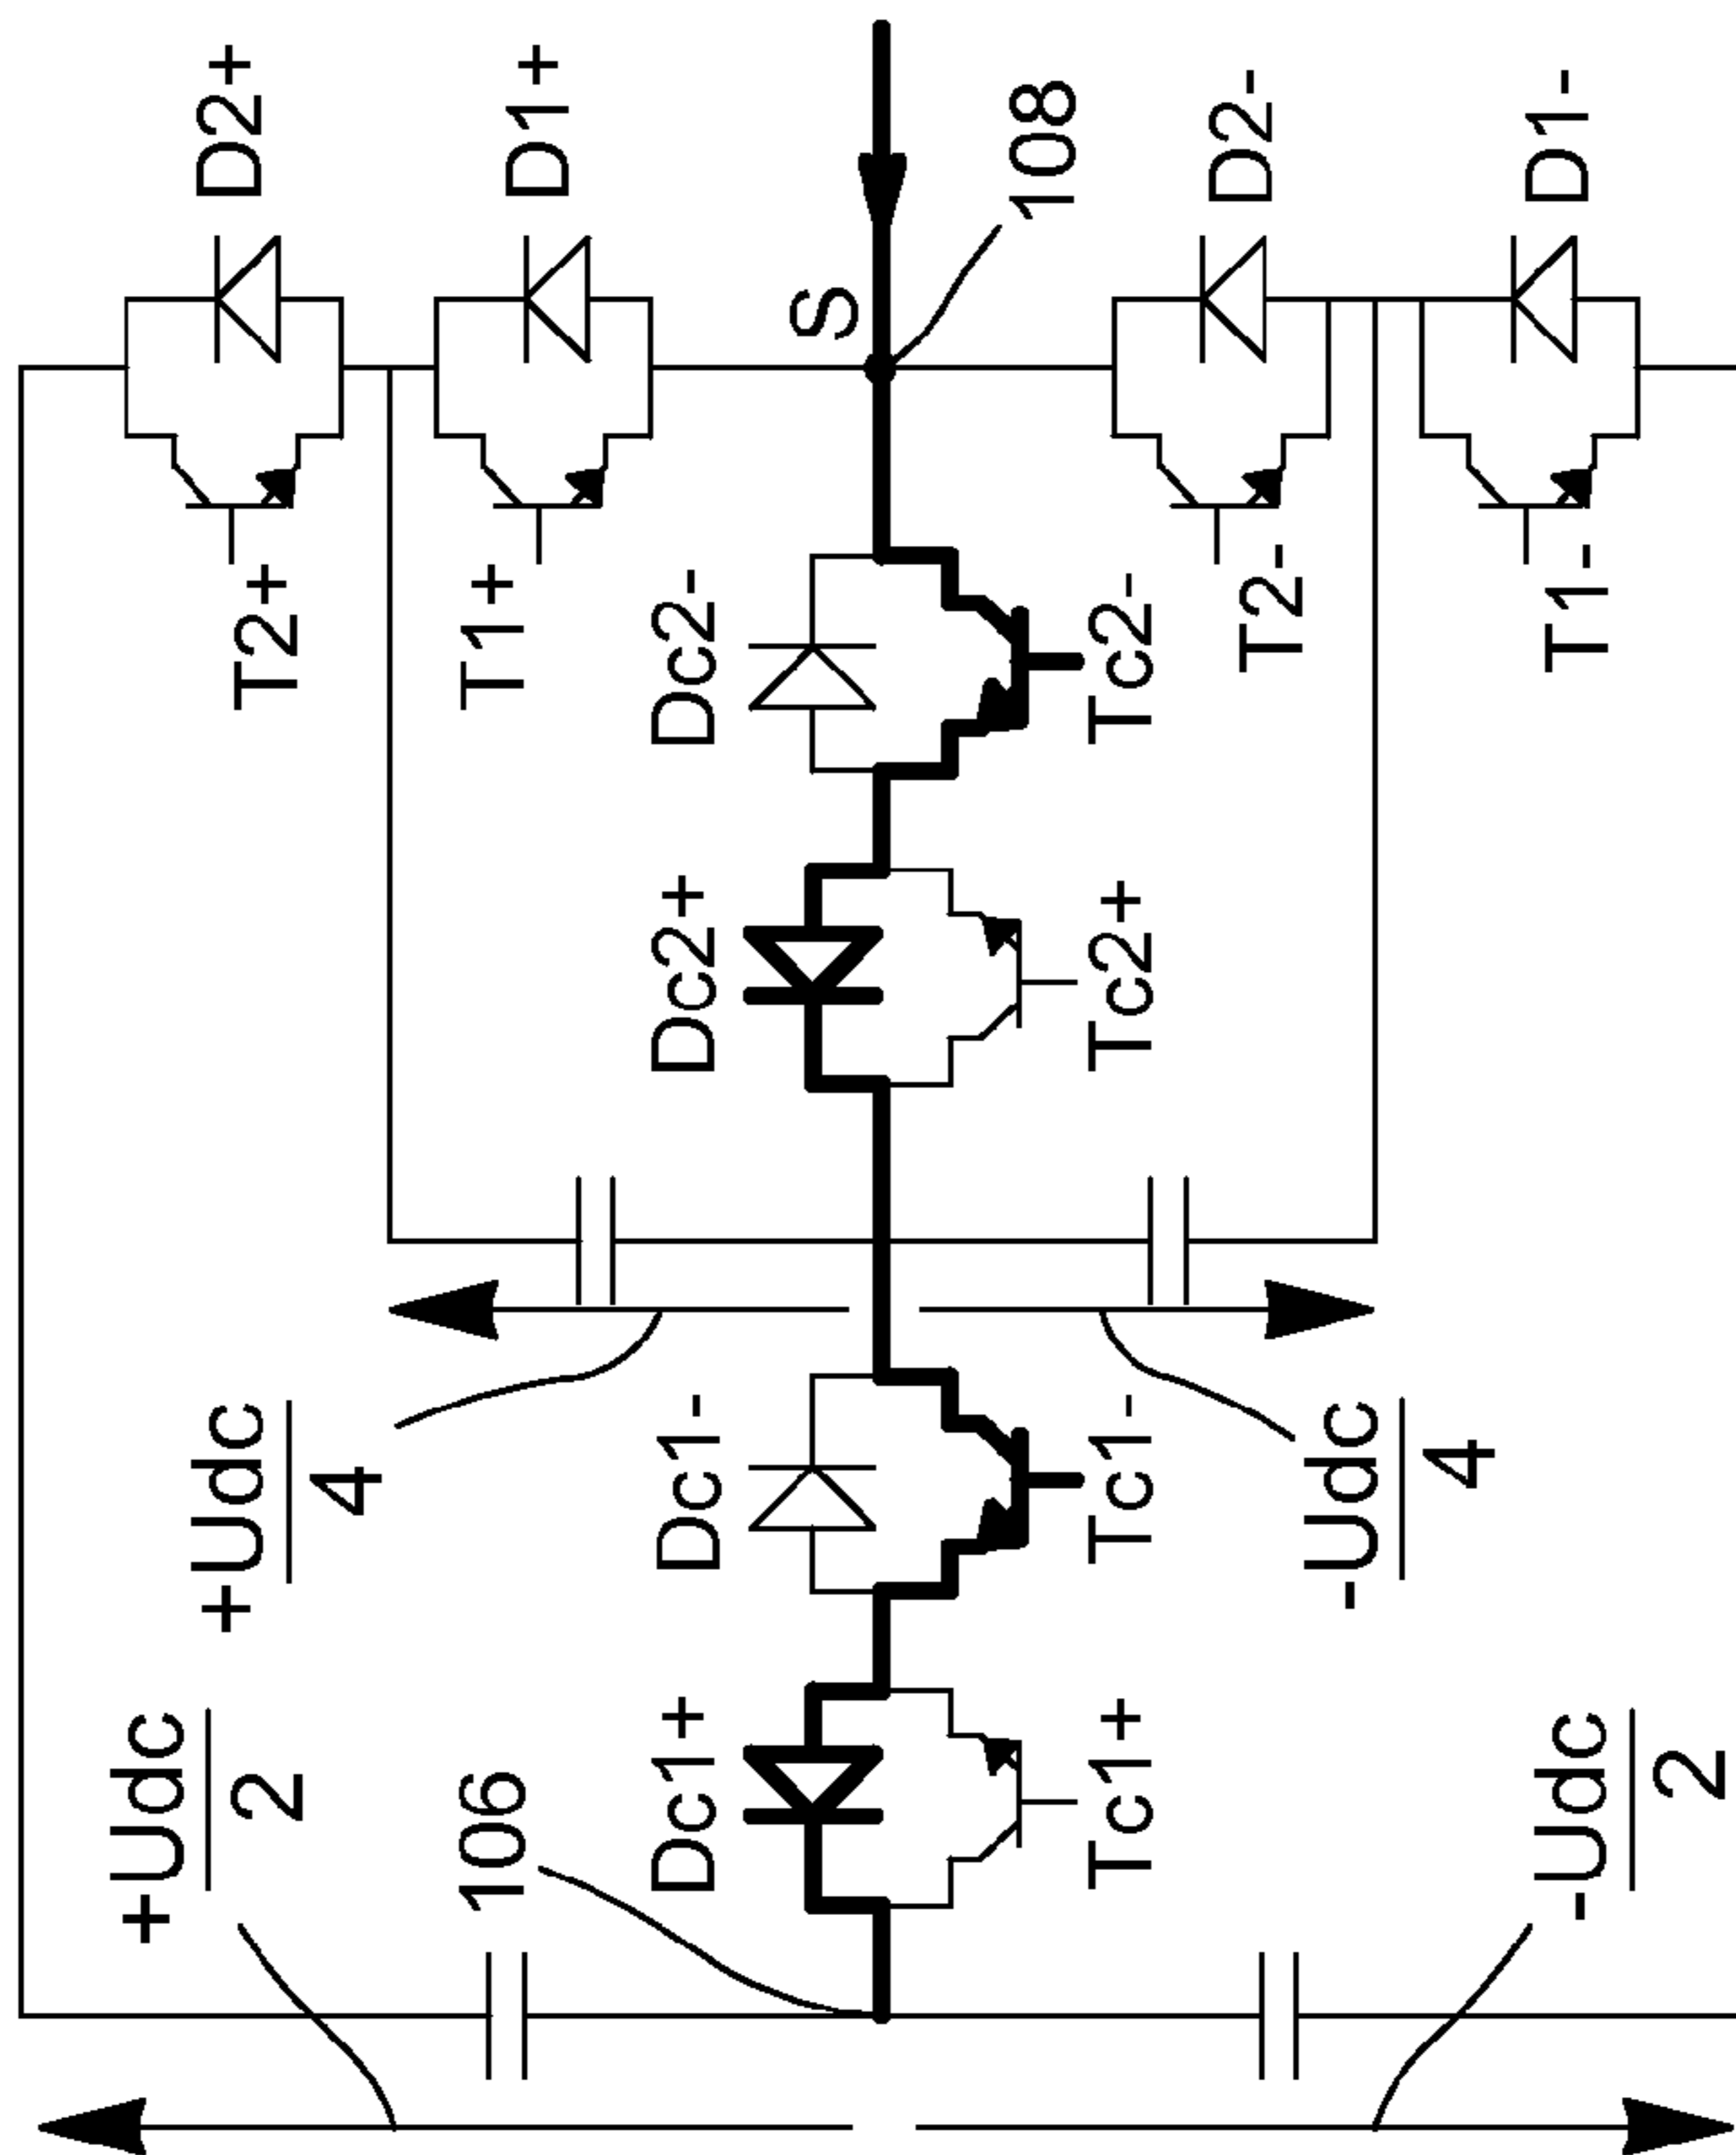 D2+
D1+
108
D2-
D1-
S
T2+
T1+
Dc2-
Tc2-
T2-
T1-
Dc2+
Tc2+
+Udc
4
Dc1-
Tc1-
-Udc
4
+Udc
2
106
Dc1+
Tc1+
-Udc
2